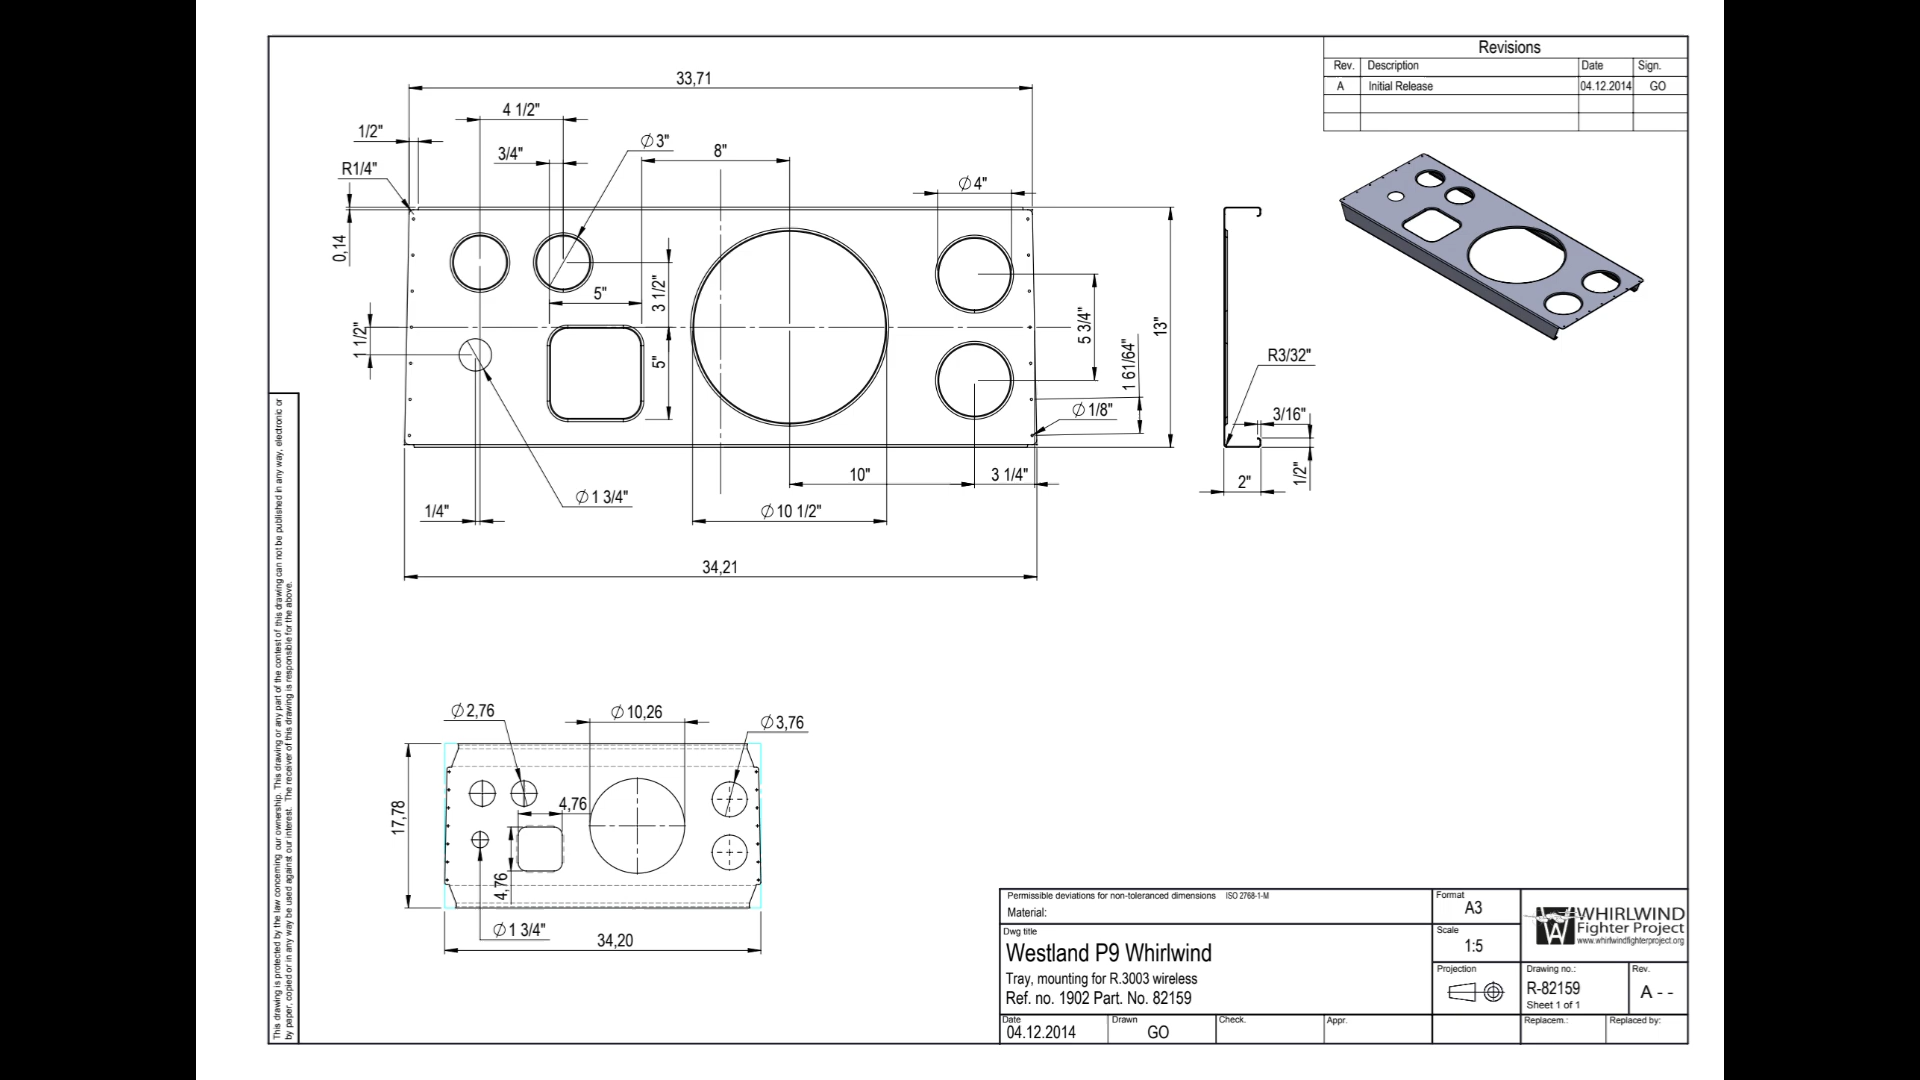 Revisions
Rev. Description Date Sign.
A Initial Release 04.12.2014 GO
33,71
4 1/2"
1/2"
3/4"
∅3"
8"
R1/4"
∅4"
0,14
5"
3 1/2"
1 1/2"
5"
5 3/4"
13"
1 61/64"
∅1/8"
R3/32"
3/16"
10"
3 1/4"
2"
1/2"
∅1 3/4"
1/4"
∅10 1/2"
34,21
∅2,76
∅10,26
∅3,76
4,76
17,78
4,76
∅1 3/4"
34,20
This drawing is protected by the law concerning our ownership. This drawing or any part of the contest of this drawing can not be published in any way, electronic or
by paper, copied or in any way be used against our interest. The receiver of this drawing is responsible for the above.
Permissible deviations for non-toleranced dimensions ISO 2768-1-M
Material:
Dwg title
Westland P9 Whirlwind
Tray, mounting for R.3003 wireless
Ref. no. 1902 Part. No. 82159
Date
04.12.2014
Drawn
GO
Check.
Appr.
Format
A3
Scale
1:5
Projection
WHIRLWIND
Fighter Project
www.whirlwindfighterproject.org
Drawing no.:
R-82159
Sheet 1 of 1
Rev.
A - -
Replacem.:
Replaced by: